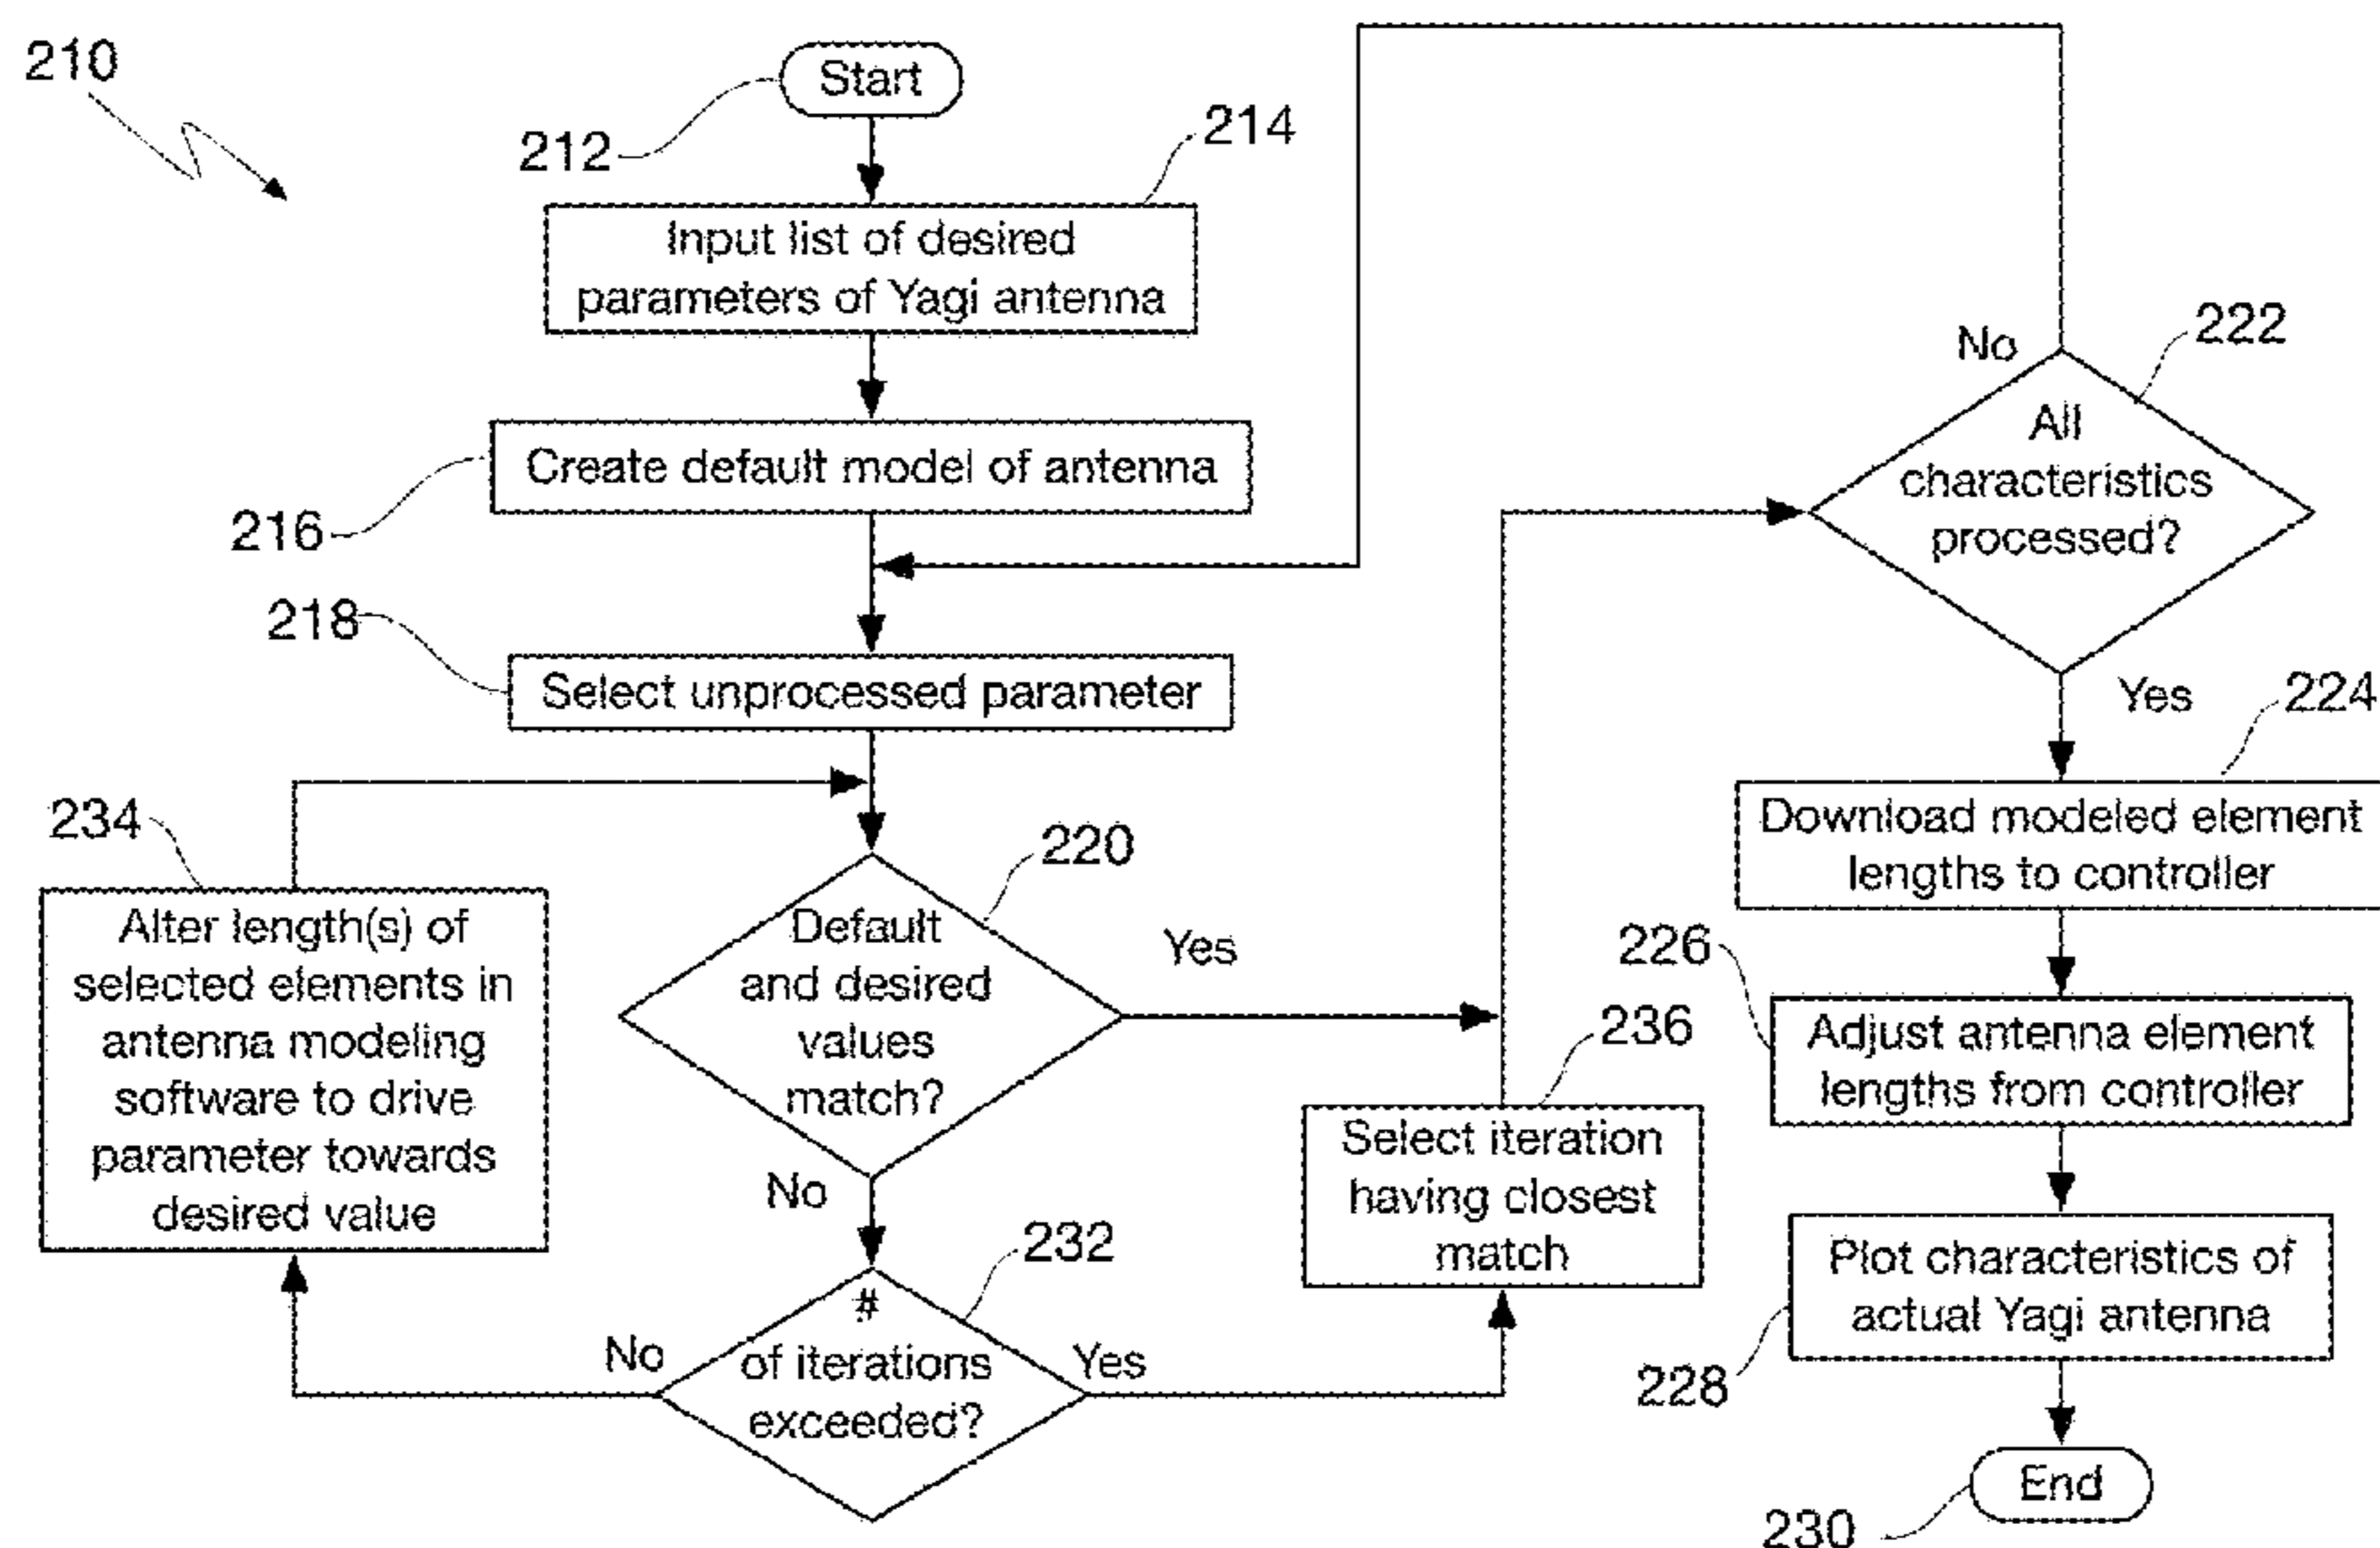 210
Start
212
214
Input list of desired
parameters of Yagi antenna
216
Create default model of antenna
218
Select unprocessed parameter
220
Default
and desired
values
match?
Yes
No
232
#
of iterations
exceeded?
No
Yes
234
Alter length(s) of
selected elements in
antenna modeling
software to drive
parameter towards
desired value
236
Select iteration
having closest
match
222
No
All
characteristics
processed?
Yes
224
Download modeled element
lengths to controller
226
Adjust antenna element
lengths from controller
228
Plot characteristics of
actual Yagi antenna
End
230